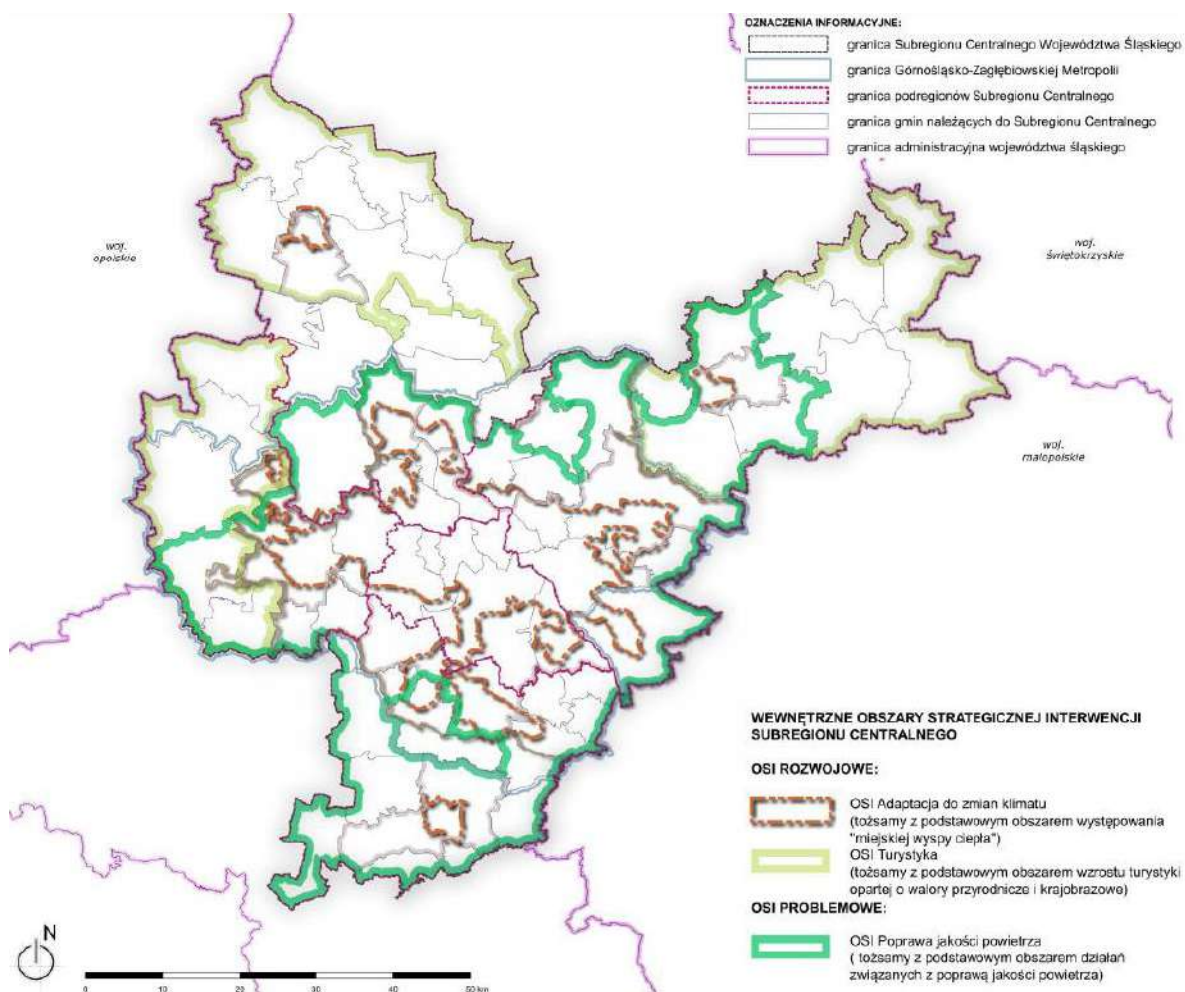 OZNACZENIA INFORMACYJNE:
granica Subregionu Centralnego Województwa Śląskiego
granica Górnośląsko-Zagłębiowskiej Metropolii
granica podregionów Subregionu Centralnego
granica gmin należących do Subregionu Centralnego
granica administracyjna województwa śląskiego
woj.
opolskie
woj.
świętokrzyskie
woj.
małopolskie
WEWNĘTRZNE OBSZARY STRATEGICZNEJ INTERWENCJI
SUBREGIONU CENTRALNEGO
OSI ROZWOJOWE:
OSI Adaptacja do zmian klimatu
(tożsamy z podstawowym obszarem występowania
"miejskiej wyspy ciepła")
OSI Turystyka
(tożsamy z podstawowym obszarem wzrostu turystyki
opartej o walory przyrodnicze i krajobrazowe)
OSI PROBLEMOWE:
OSI Poprawa jakości powietrza
( tożsamy z podstawowym obszarem działań
związanych z poprawą jakości powietrza)
N
0 10 20 30 40 50 km